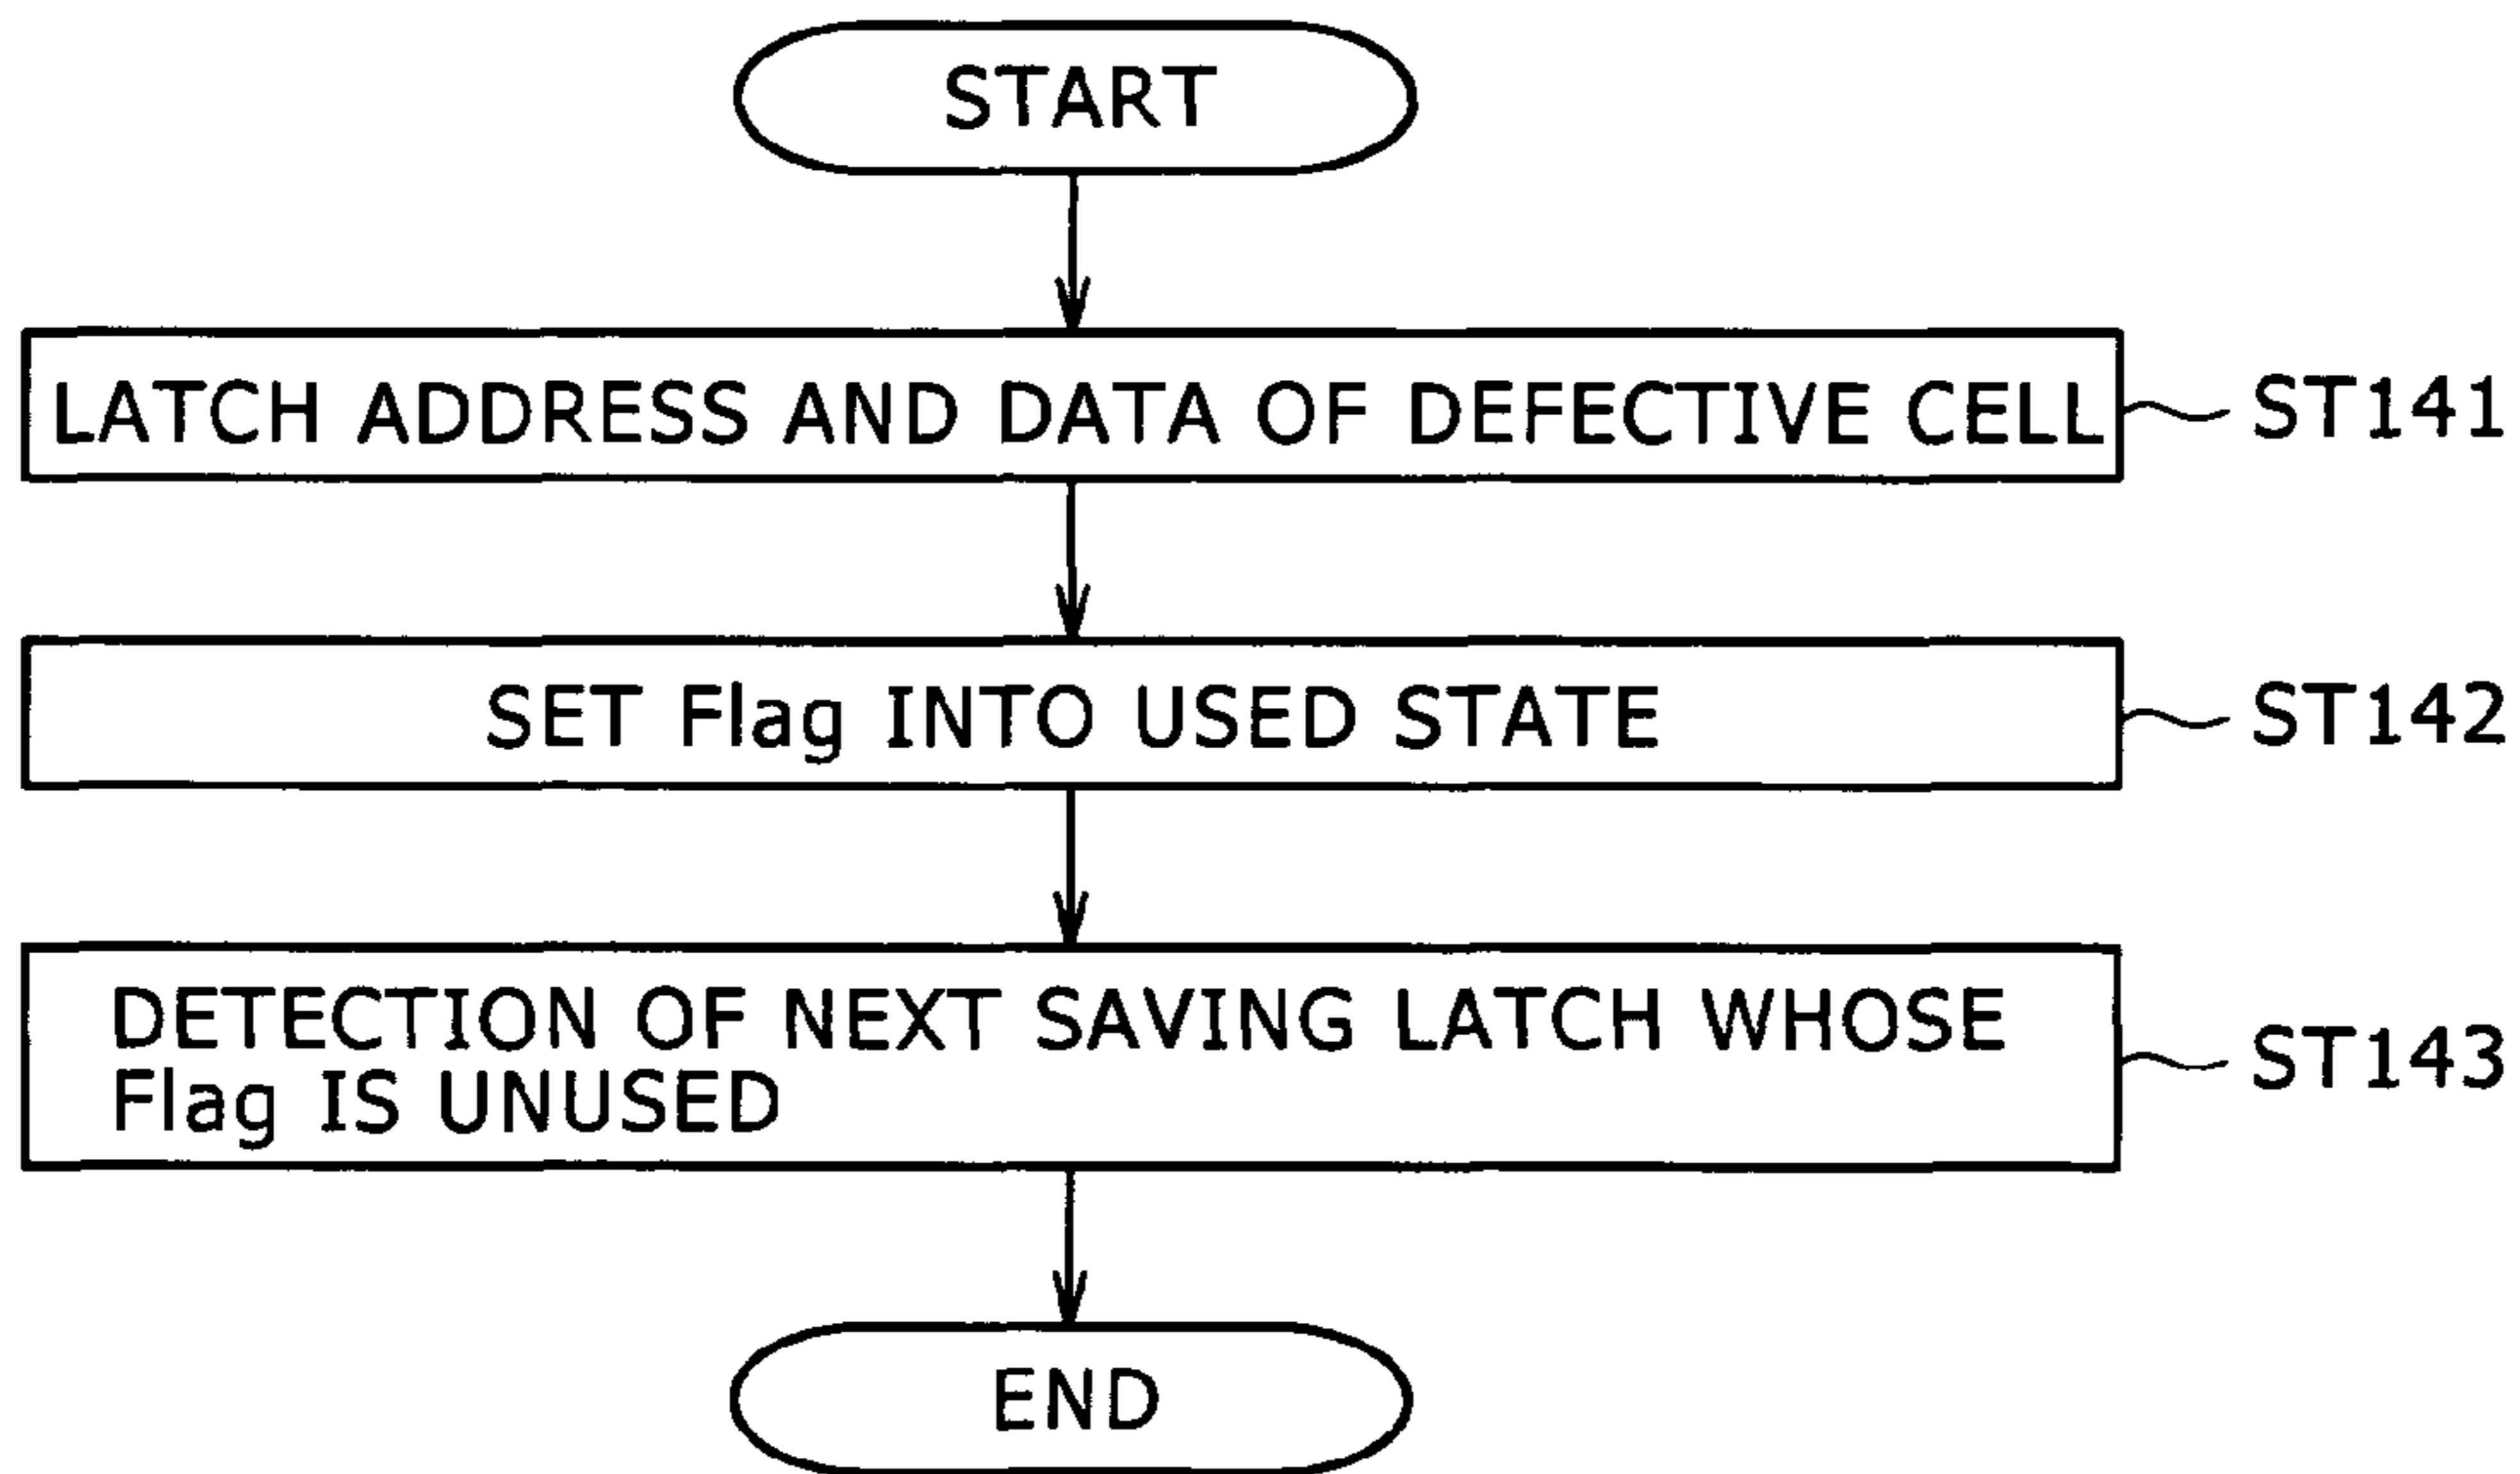 START
LATCH ADDRESS AND DATA OF DEFECTIVE CELL
ST141
SET Flag INTO USED STATE
ST142
DETECTION OF NEXT SAVING LATCH WHOSE
Flag IS UNUSED
ST143
END